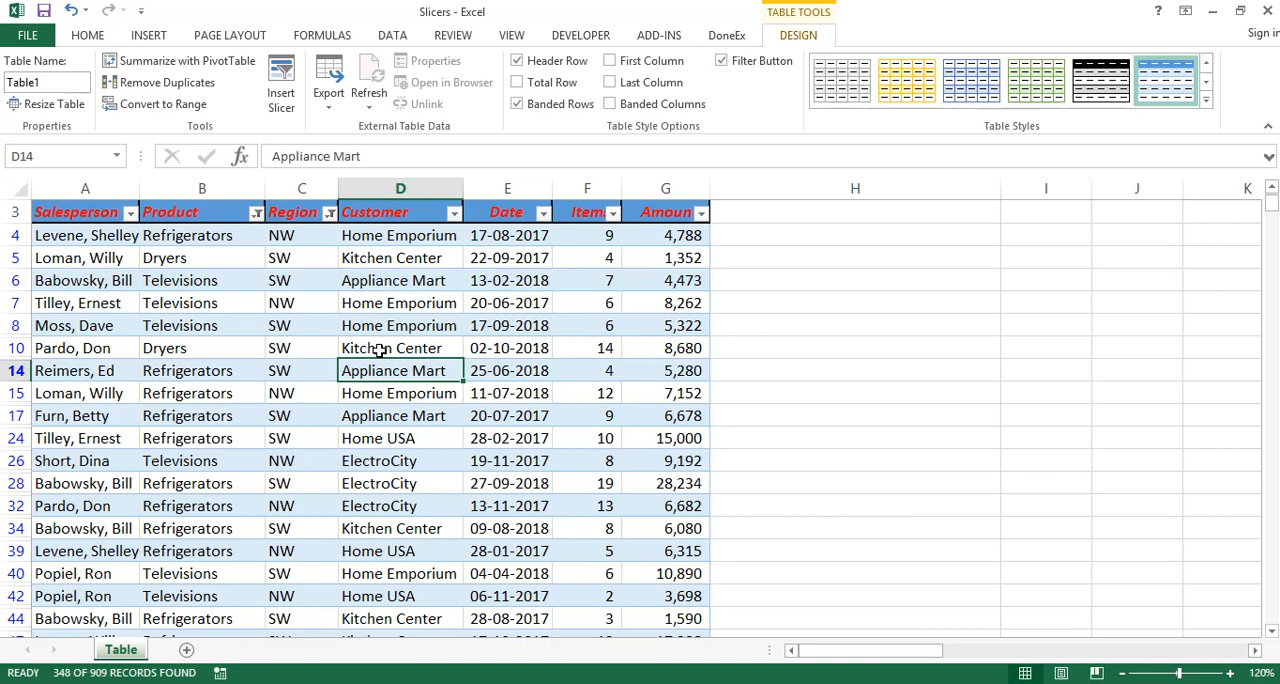 Slicers - Excel
TABLE TOOLS
?
FILE HOME INSERT PAGE LAYOUT FORMULAS DATA REVIEW VIEW DEVELOPER ADD-INS DoneEx DESIGN Sign in
Table Name:
Table1
Resize Table
Properties
Summarize with PivotTable
Remove Duplicates
Convert to Range
Tools
Insert
Slicer
Export
Refresh
Properties
Open in Browser
Unlink
External Table Data
Header Row
Total Row
Banded Rows
First Column
Last Column
Banded Columns
Filter Button
Table Style Options
Table Styles
D14 fx Appliance Mart
A B C D E F G H I J K
3 Salesperson Product Region Customer Date Items Amoun
4 Levene, Shelley Refrigerators NW Home Emporium 17-08-2017 9 4,788
5 Loman, Willy Dryers SW Kitchen Center 22-09-2017 4 1,352
6 Babowsky, Bill Televisions SW Appliance Mart 13-02-2018 7 4,473
7 Tilley, Ernest Televisions NW Home Emporium 20-06-2017 6 8,262
8 Moss, Dave Televisions SW Home Emporium 17-09-2018 6 5,322
10 Pardo, Don Dryers SW Kitchen Center 02-10-2018 14 8,680
14 Reimers, Ed Refrigerators SW Appliance Mart 25-06-2018 4 5,280
15 Loman, Willy Refrigerators NW Home Emporium 11-07-2018 12 7,152
17 Furn, Betty Refrigerators SW Appliance Mart 20-07-2017 9 6,678
24 Tilley, Ernest Refrigerators SW Home USA 28-02-2017 10 15,000
26 Short, Dina Televisions NW ElectroCity 19-11-2017 8 9,192
28 Babowsky, Bill Refrigerators SW ElectroCity 27-09-2018 19 28,234
32 Pardo, Don Refrigerators NW ElectroCity 13-11-2017 13 6,682
34 Babowsky, Bill Refrigerators SW Kitchen Center 09-08-2018 8 6,080
39 Levene, Shelley Refrigerators NW Home USA 28-01-2017 5 6,315
40 Popiel, Ron Televisions SW Home Emporium 04-04-2018 6 10,890
42 Popiel, Ron Televisions NW Home USA 06-11-2017 2 3,698
44 Babowsky, Bill Refrigerators SW Kitchen Center 28-08-2017 3 1,590
Table
READY 348 OF 909 RECORDS FOUND 120%